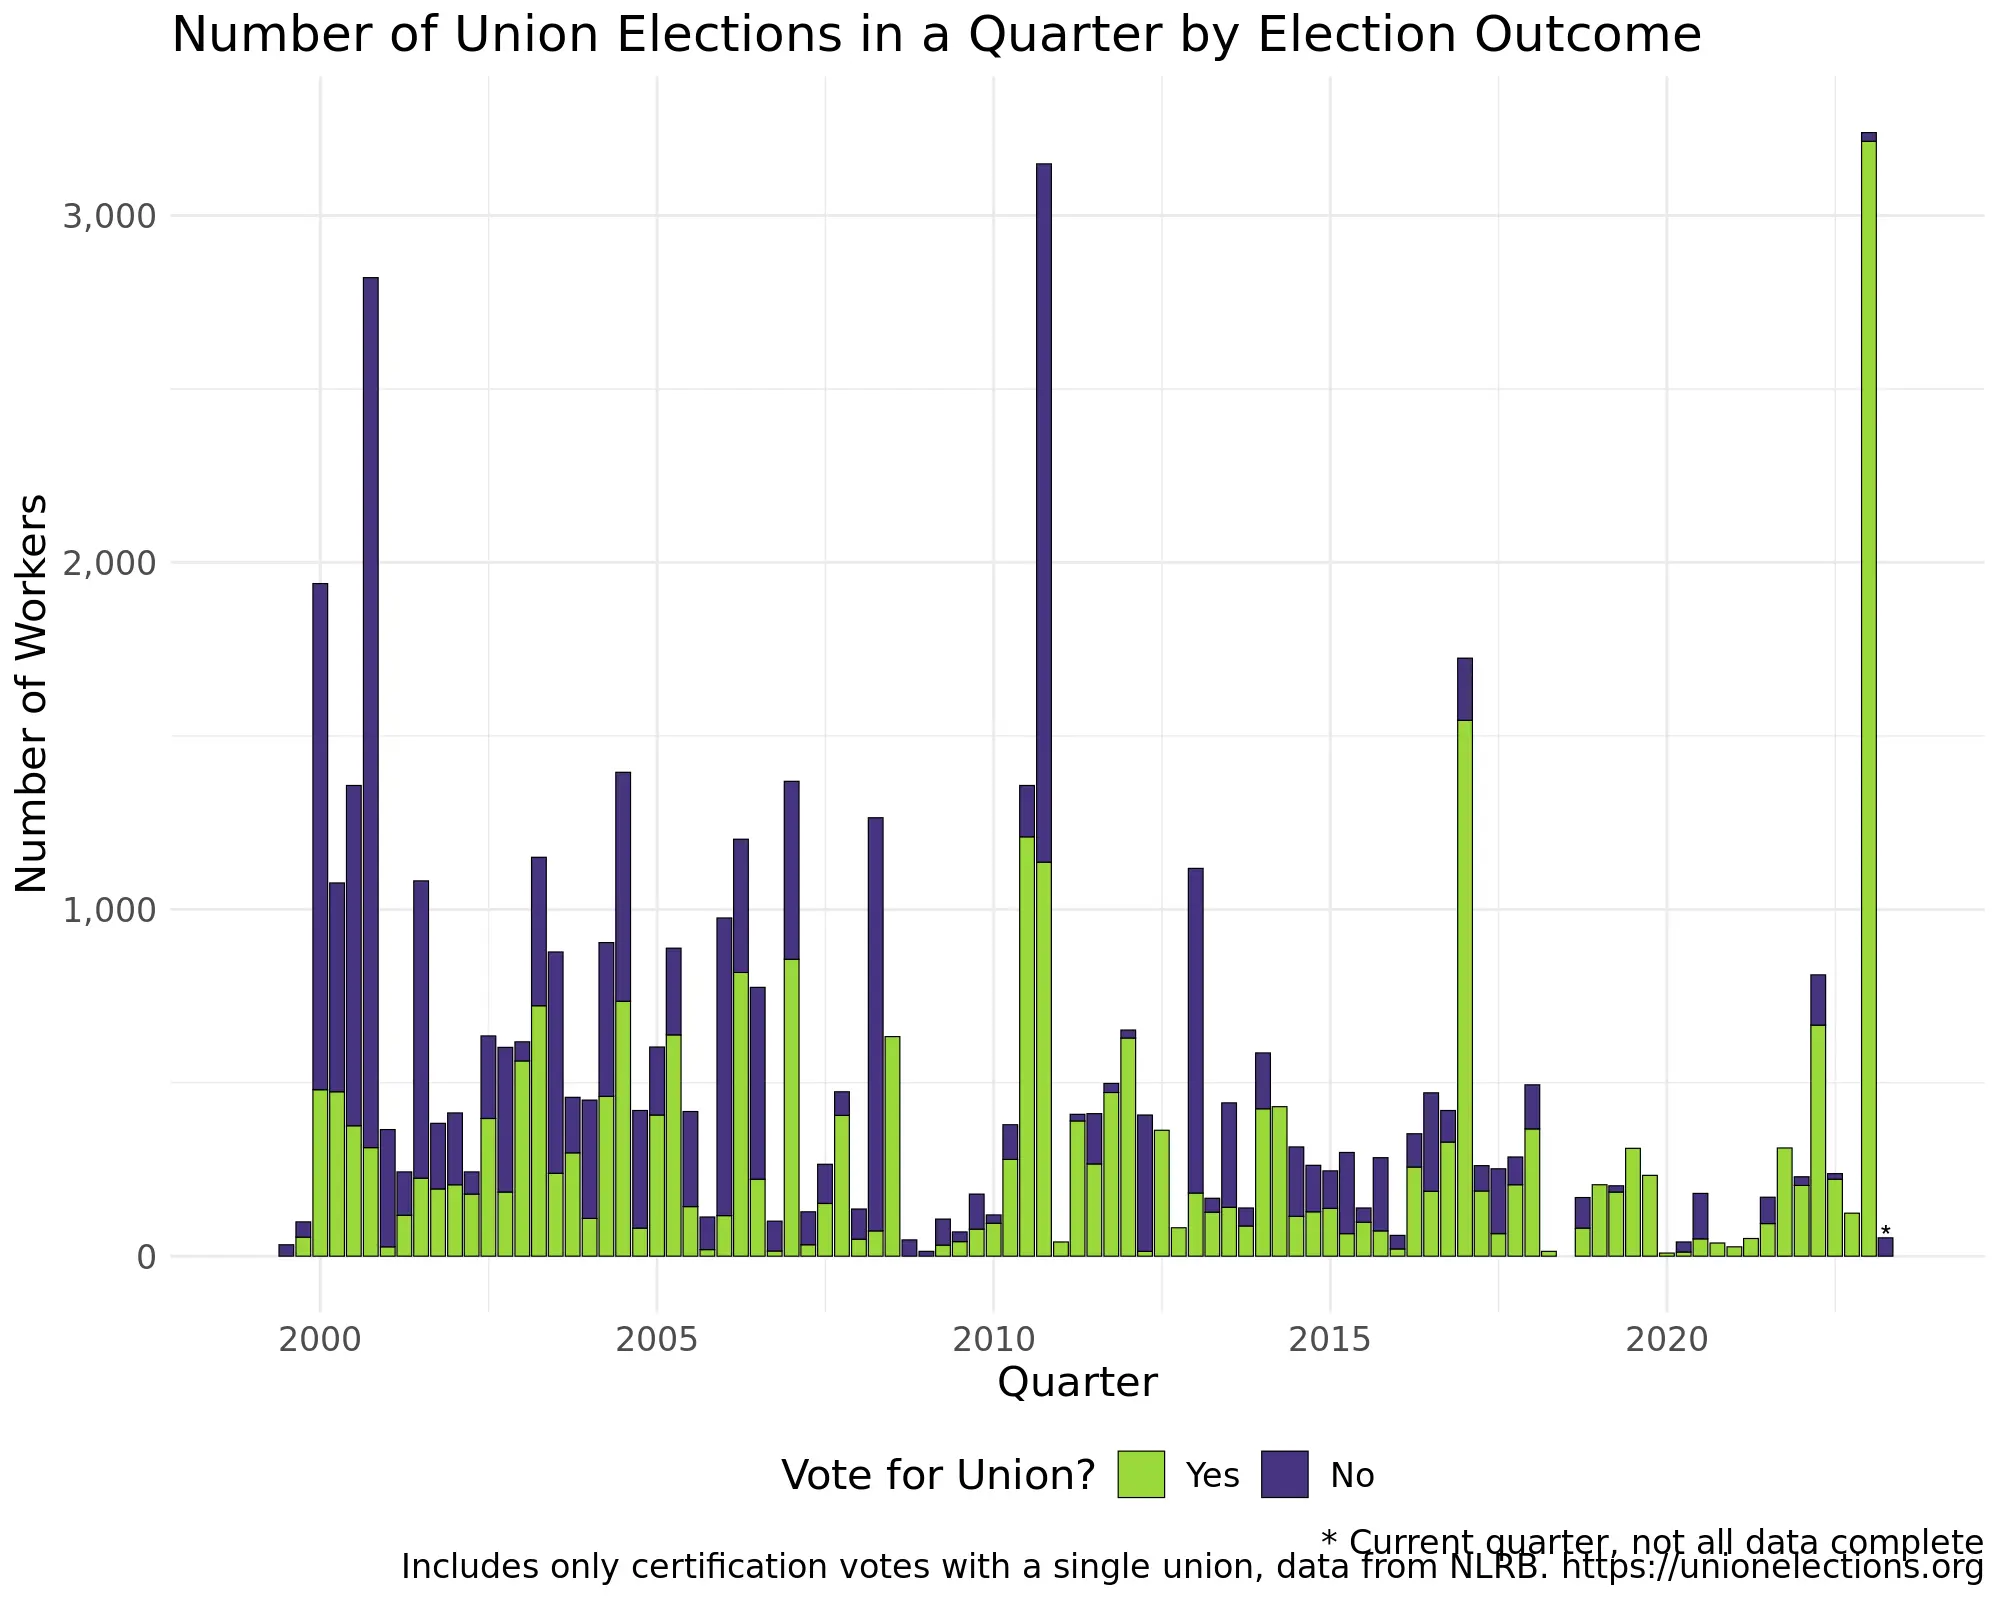 Number of Union Elections in a Quarter by Election Outcome
Number of Workers
3,000
2,000
1,000
0
*
2000 2005 2010 2015 2020
Quarter
Vote for Union? Yes No
* Current quarter, not all data complete
Includes only certification votes with a single union, data from NLRB. https://unionelections.org